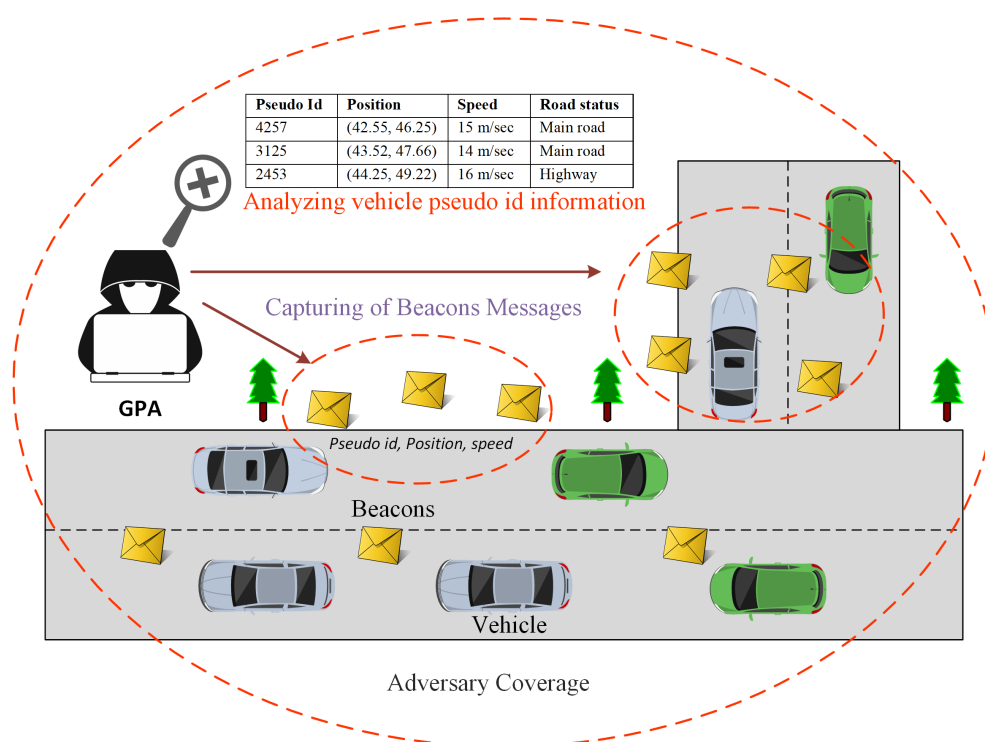 Pseudo Id Position Speed Road status
4257 (42.55, 46.25) 15 m/sec Main road
3125 (43.52, 47.66) 14 m/sec Main road
2453 (44.25, 49.22) 16 m/sec Highway
Analyzing vehicle pseudo id information
Capturing of Beacons Messages
GPA
Pseudo id, Position, speed
Beacons
Vehicle
Adversary Coverage